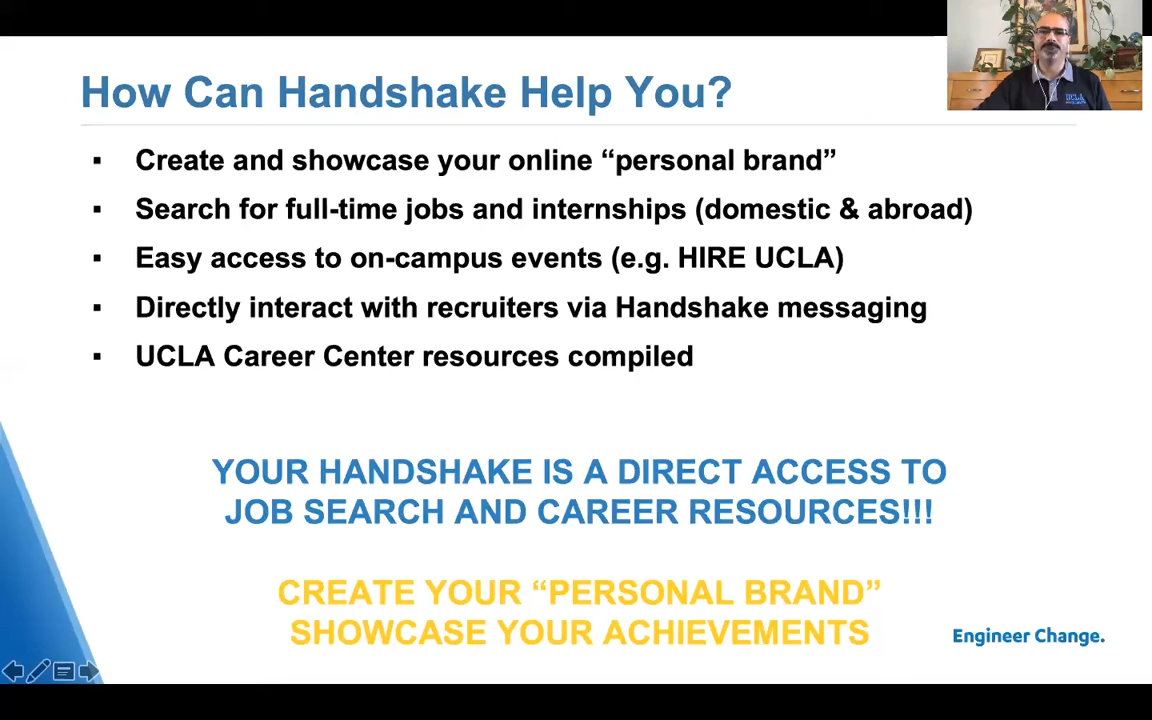 How Can Handshake Help You?
▪ Create and showcase your online “personal brand”
▪ Search for full-time jobs and internships (domestic & abroad)
▪ Easy access to on-campus events (e.g. HIRE UCLA)
▪ Directly interact with recruiters via Handshake messaging
▪ UCLA Career Center resources compiled
YOUR HANDSHAKE IS A DIRECT ACCESS TO
JOB SEARCH AND CAREER RESOURCES!!!
CREATE YOUR “PERSONAL BRAND”
SHOWCASE YOUR ACHIEVEMENTS
Engineer Change.
UCLA